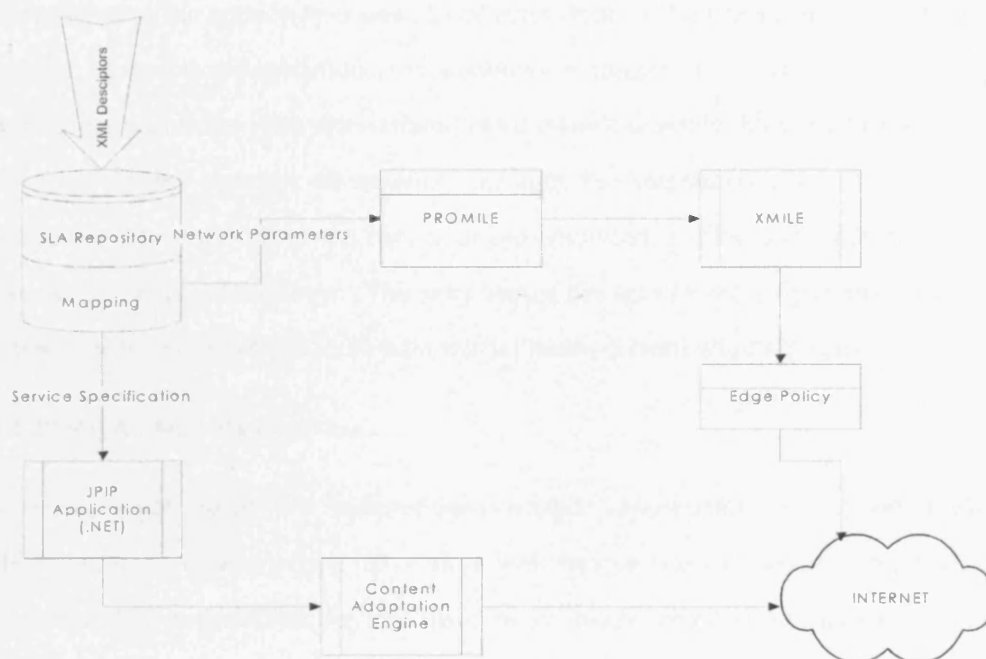 XML Desciptors
SLA Repository
Mapping
Network Parameters
PROMILE
XMILE
Service Specification
Edge Policy
JPIP
Application
(.NET)
Content
Adaptation
Engine
INTERNET